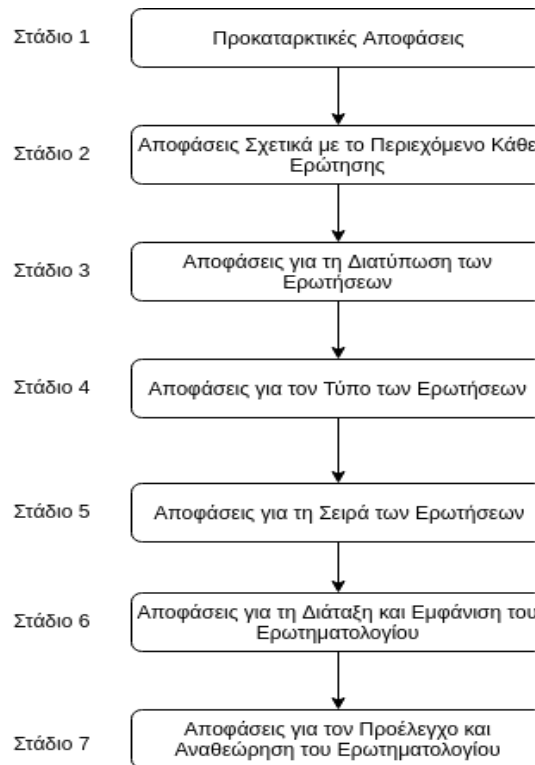 Στάδιο 1
Προκαταρκτικές Αποφάσεις
Στάδιο 2
Αποφάσεις Σχετικά με το Περιεχόμενο Κάθε
Ερώτησης
Στάδιο 3
Αποφάσεις για τη Διατύπωση των
Ερωτήσεων
Στάδιο 4
Αποφάσεις για τον Τύπο των Ερωτήσεων
Στάδιο 5
Αποφάσεις για τη Σειρά των Ερωτήσεων
Στάδιο 6
Αποφάσεις για τη Διάταξη και Εμφάνιση του
Ερωτηματολογίου
Στάδιο 7
Αποφάσεις για τον Προέλεγχο και
Αναθεώρηση του Ερωτηματολογίου